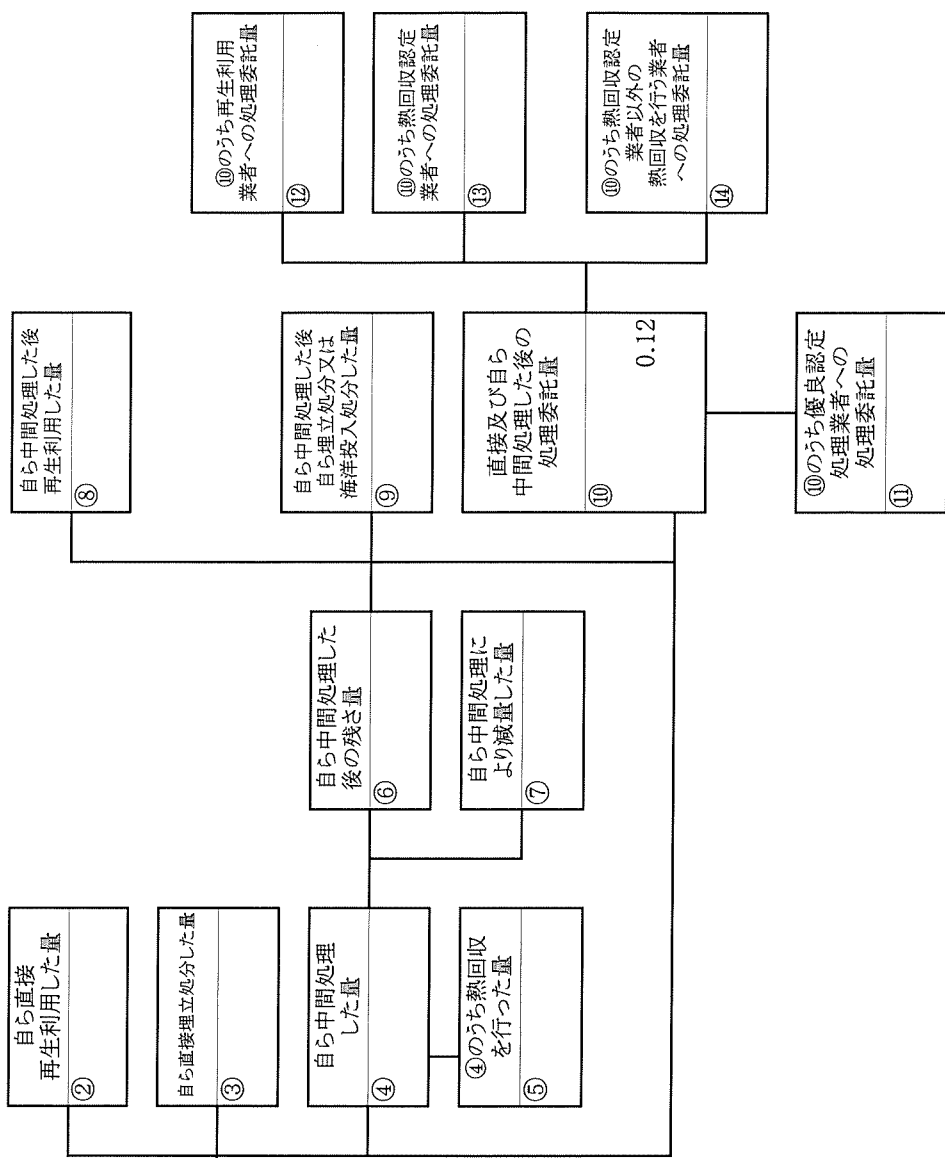 自ら直接
再生利用した量
②
自ら直接埋立処分した量
③
自ら中間処理
した量
④
④のうち熱回収
を行った量
⑤
自ら中間処理した
後の残さ量
⑥
自ら中間処理に
より減量した量
⑦
自ら中間処理した後
再生利用した量
⑧
自ら中間処理した後
自ら埋立処分又は
海洋投入処分した量
⑨
直接及び自ら
中間処理した後の
処理委託量
⑩
0.12
⑩のうち優良認定
処理業者への
処理委託量
⑪
⑩のうち再生利用
業者への処理委託量
⑫
⑩のうち熱回収認定
業者への処理委託量
⑬
⑩のうち熱回収認定
業者以外の
熱回収を行う業者
への処理委託量
⑭